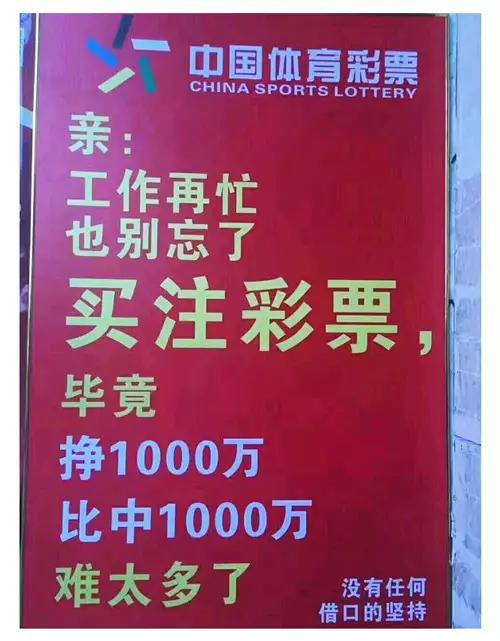 中国体育彩票
CHINA SPORTS LOTTERY
亲：
工作再忙
也别忘了
买注彩票，
毕竟
挣1000万
比中1000万
难太多了
没有任何
借口的坚持